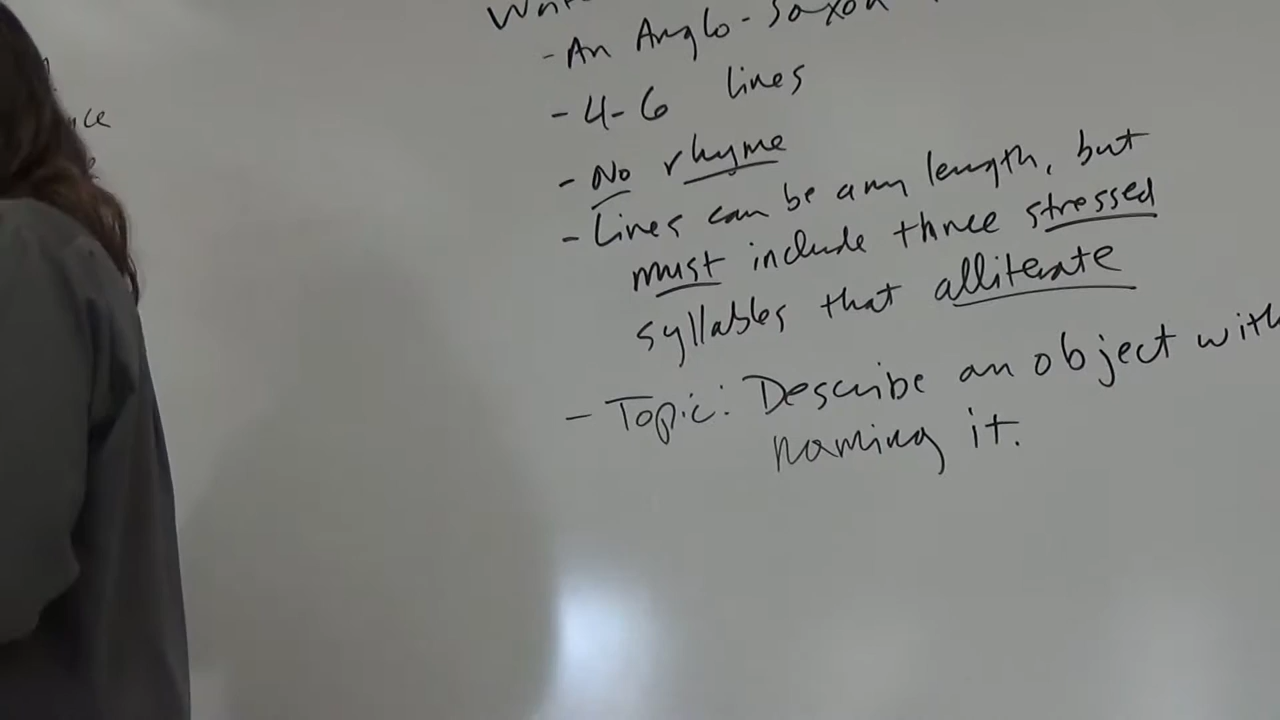 - An Anglo-Saxon
- 4-6 lines
- No rhyme
- Lines can be any length, but
must include three stressed
syllables that alliterate
- Topic: Describe an object with
naming it.